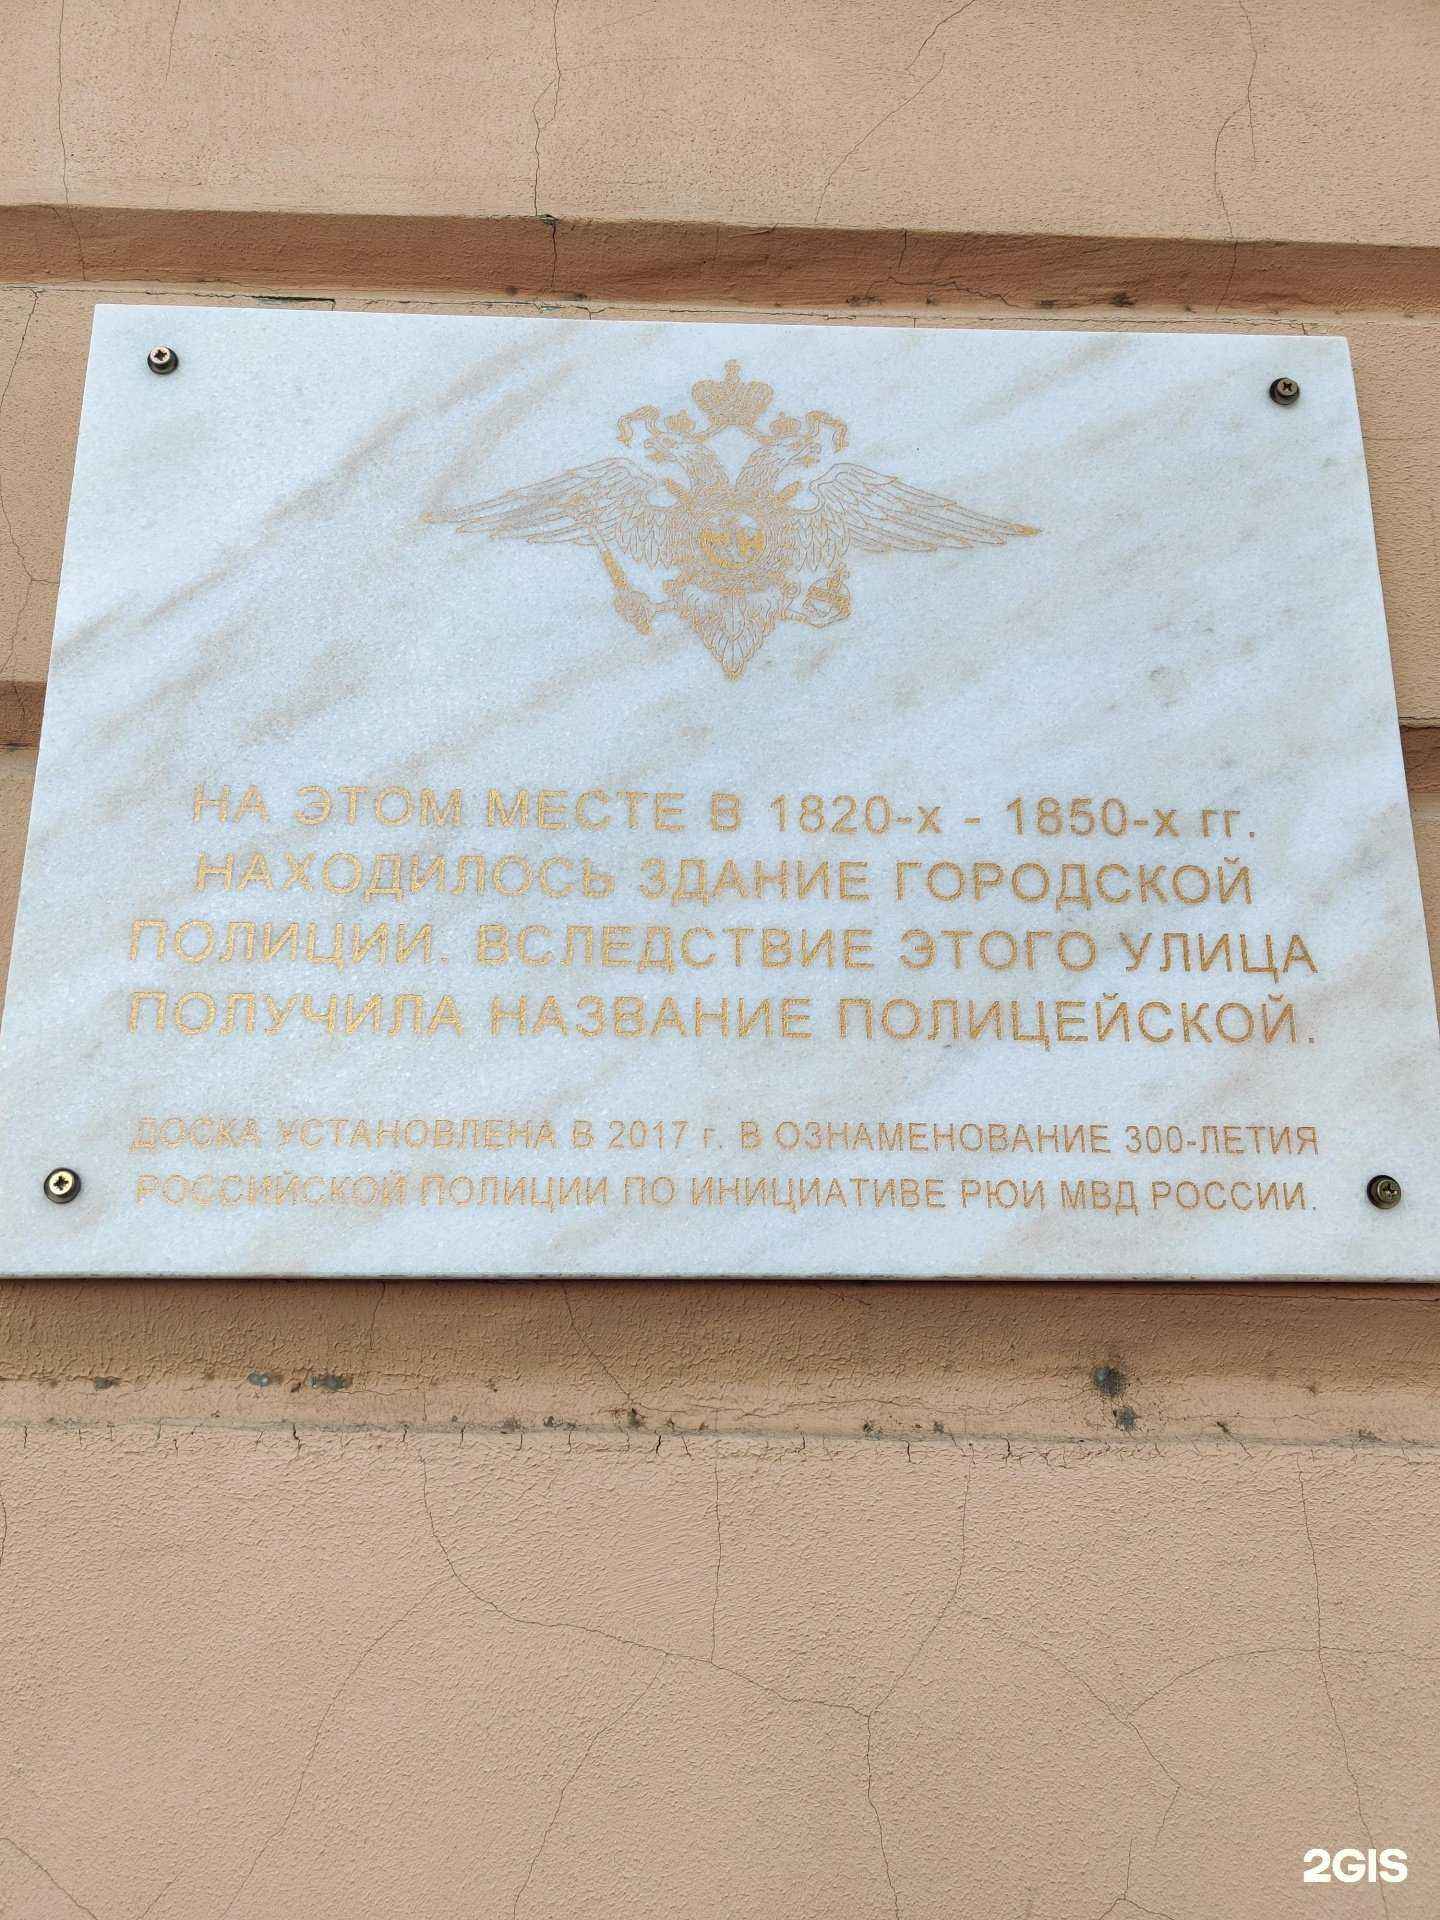 НА ЭТОМ МЕСТЕ В 1820-х - 1850-х гг.
НАХОДИЛОСЬ ЗДАНИЕ ГОРОДСКОЙ
ПОЛИЦИИ. ВСЛЕДСТВИЕ ЭТОГО УЛИЦА
ПОЛУЧИЛА НАЗВАНИЕ ПОЛИЦЕЙСКОЙ.
ДОСКА УСТАНОВЛЕНА В 2017 г. В ОЗНАМЕНОВАНИЕ 300-ЛЕТИЯ
РОССИЙСКОЙ ПОЛИЦИИ ПО ИНИЦИАТИВЕ РЮИ МВД РОССИИ.
2GIS